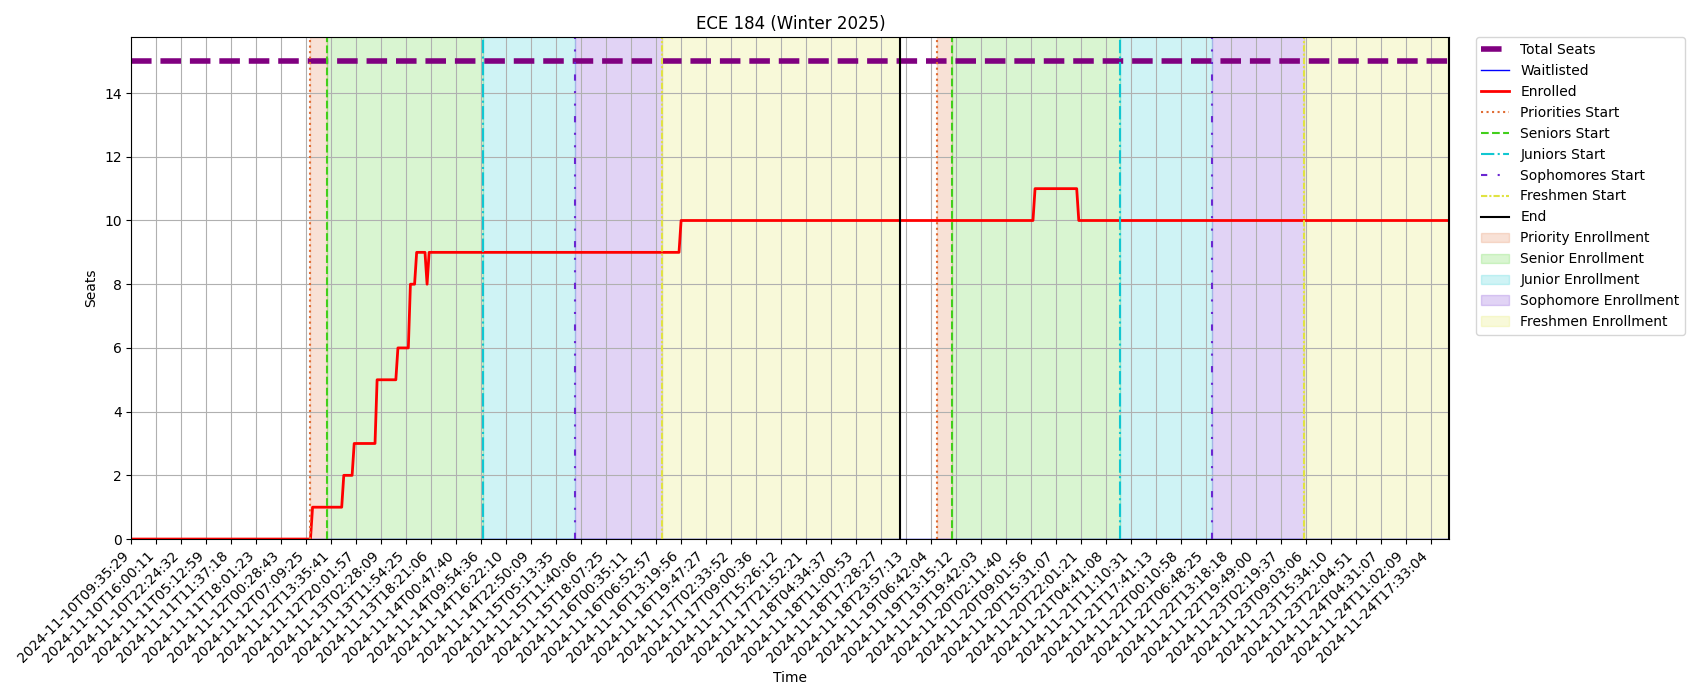 ECE 184 (Winter 2025)
Seats
14
12
10
8
6
4
2
0
2024-11-10T09:35:29
2024-11-10T16:00:11
2024-11-10T22:24:32
2024-11-11T05:12:59
2024-11-11T11:37:18
2024-11-11T18:01:23
2024-11-12T00:28:43
2024-11-12T07:09:25
2024-11-12T13:35:41
2024-11-12T20:01:57
2024-11-13T02:28:09
2024-11-13T11:54:25
2024-11-13T18:21:06
2024-11-14T00:47:40
2024-11-14T09:54:36
2024-11-14T16:22:10
2024-11-14T22:50:09
2024-11-15T05:13:35
2024-11-15T11:40:06
2024-11-15T18:07:25
2024-11-16T00:35:11
2024-11-16T06:52:57
2024-11-16T13:19:56
2024-11-16T19:47:27
2024-11-17T02:33:52
2024-11-17T09:00:36
2024-11-17T15:26:12
2024-11-17T21:52:21
2024-11-18T04:34:37
2024-11-18T11:00:53
2024-11-18T17:28:27
2024-11-18T23:57:13
2024-11-19T06:42:04
2024-11-19T13:15:12
2024-11-19T19:42:03
2024-11-20T02:11:40
2024-11-20T09:01:56
2024-11-20T15:31:07
2024-11-20T22:01:21
2024-11-21T04:41:08
2024-11-21T11:10:31
2024-11-21T17:41:13
2024-11-22T00:10:58
2024-11-22T06:48:25
2024-11-22T13:18:18
2024-11-22T19:49:00
2024-11-23T02:19:37
2024-11-23T09:03:06
2024-11-23T15:34:10
2024-11-23T22:04:51
2024-11-24T04:31:07
2024-11-24T11:02:09
2024-11-24T17:33:04
Time
Total Seats
Waitlisted
Enrolled
Priorities Start
Seniors Start
Juniors Start
Sophomores Start
Freshmen Start
End
Priority Enrollment
Senior Enrollment
Junior Enrollment
Sophomore Enrollment
Freshmen Enrollment